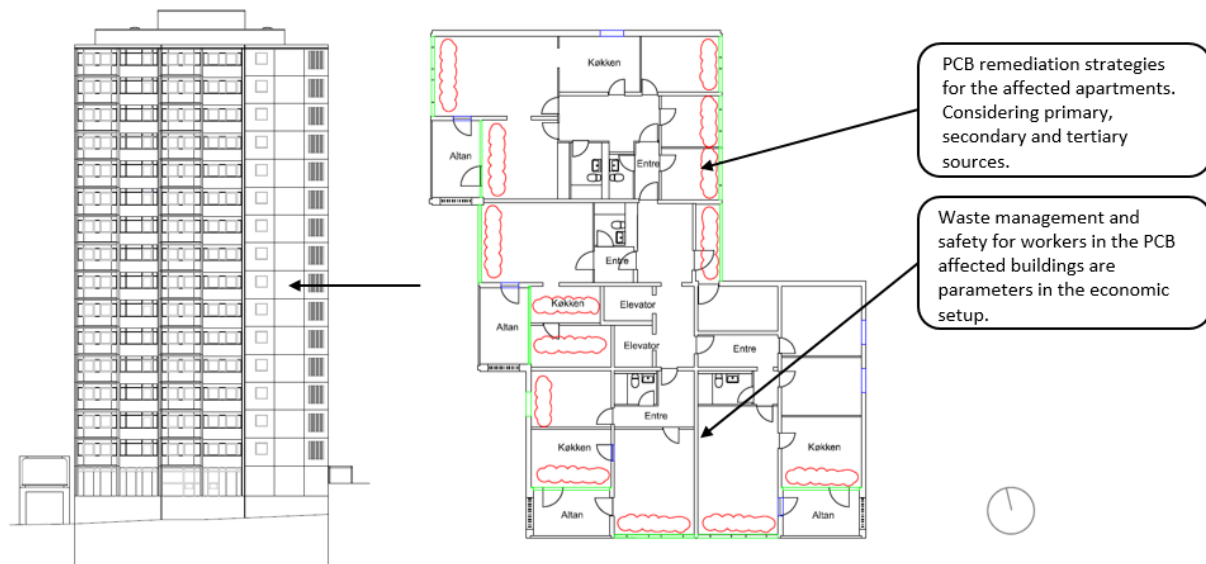 Køkken
Altan
Entre
Entre
Køkken
Elevator
Altan
Elevator
Entre
Entre
Køkken
Køkken
Altan
Altan
PCB remediation strategies
for the affected apartments.
Considering primary,
secondary and tertiary
sources.
Waste management and
safety for workers in the PCB
affected buildings are
parameters in the economic
setup.